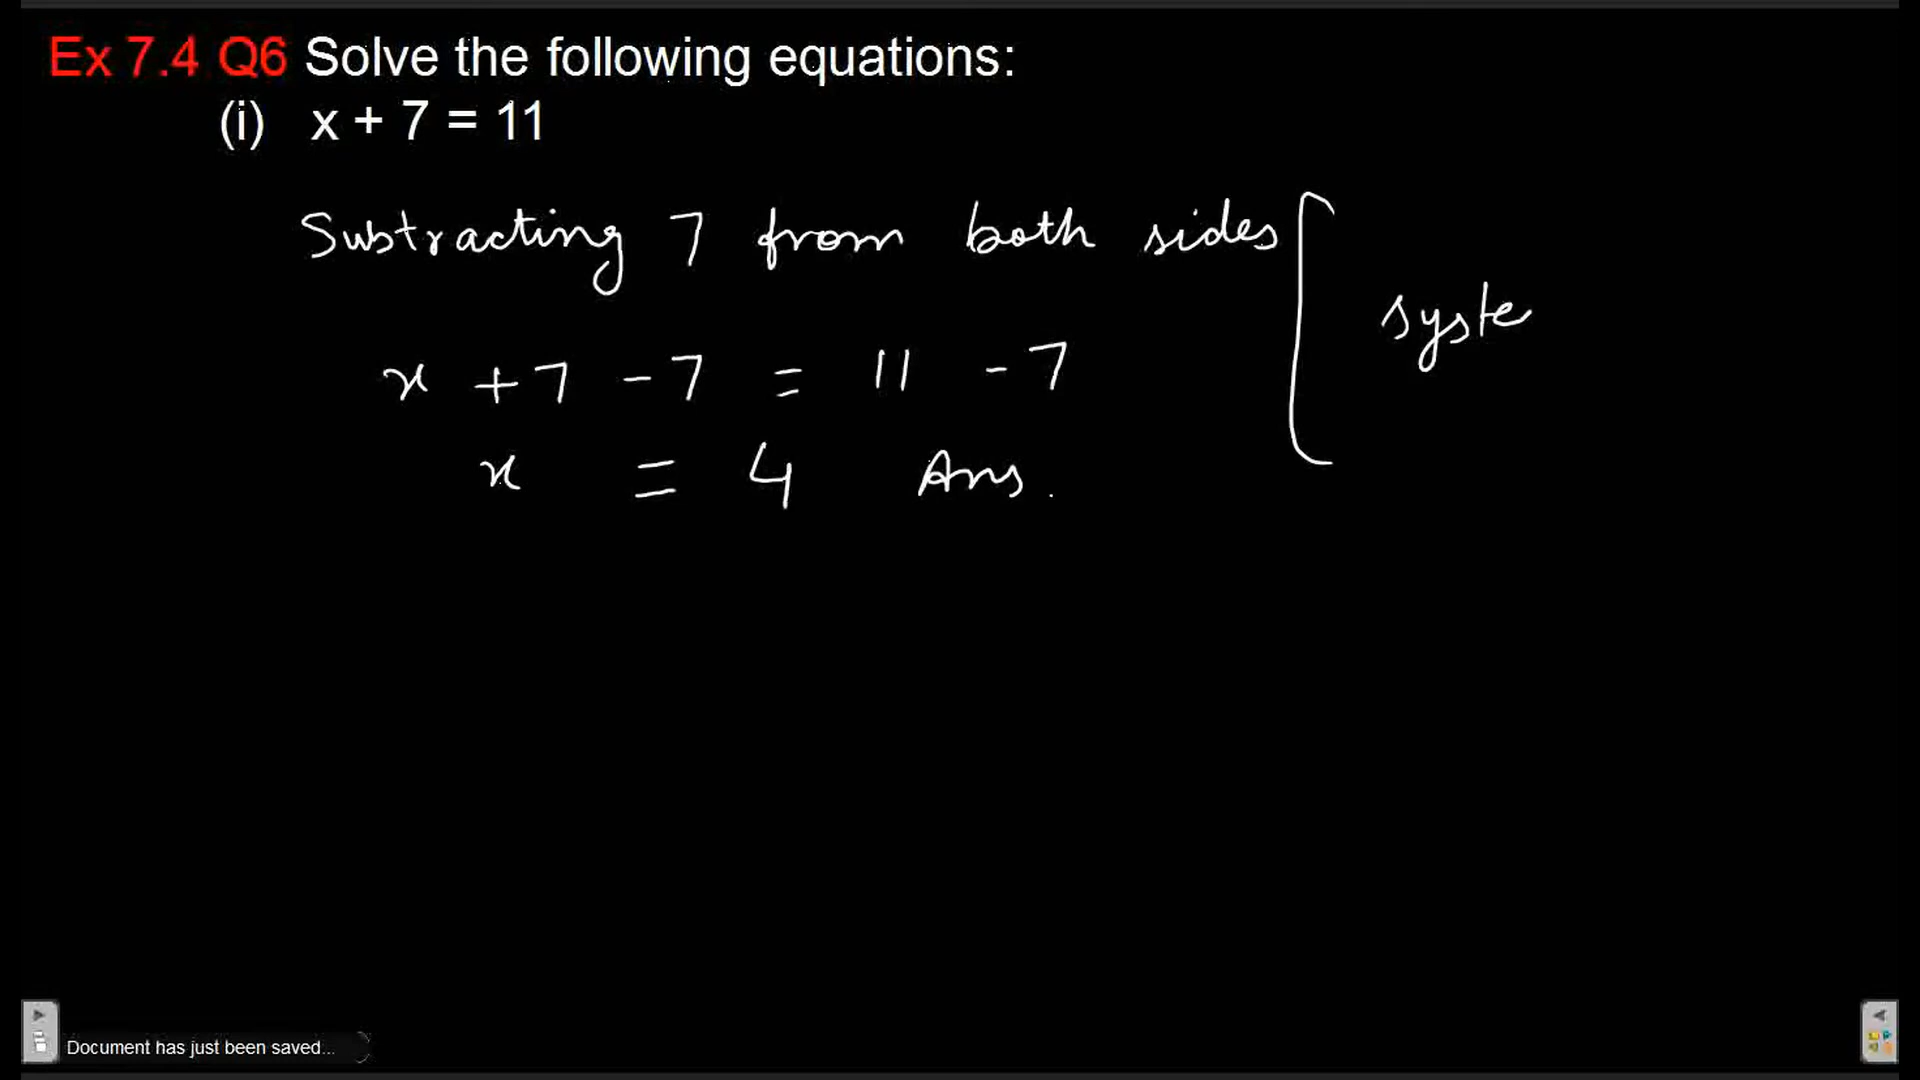 Ex 7.4 Q6 Solve the following equations:
(i) x + 7 = 11
Subtracting 7 from both sides
syste
x + 7 - 7 = 11 - 7
x = 4 Ans.
Document has just been saved...